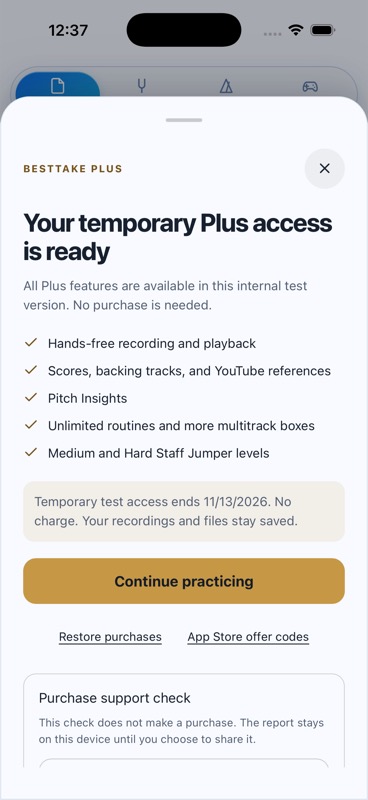 12:37
BESTTAKE PLUS
Your temporary Plus access
is ready
All Plus features are available in this internal test
version. No purchase is needed.
Hands-free recording and playback
Scores, backing tracks, and YouTube references
Pitch Insights
Unlimited routines and more multitrack boxes
Medium and Hard Staff Jumper levels
Temporary test access ends 11/13/2026. No
charge. Your recordings and files stay saved.
Continue practicing
Restore purchases App Store offer codes
Purchase support check
This check does not make a purchase. The report stays
on this device until you choose to share it.